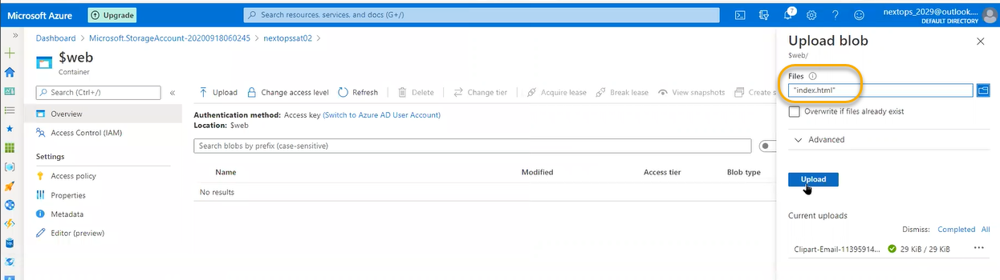 Microsoft Azure Upgrade Search resources, services, and docs (G+/) 7 nextops_2029@outlook....
DEFAULT DIRECTORY
Dashboard > Microsoft.StorageAccount-20200918060245 > nextopssat02 >
$web
Container
Search (Ctrl+/)
Overview
Access Control (IAM)
Settings
Access policy
Properties
Metadata
Editor (preview)
Upload Change access level Refresh Delete Change tier Acquire lease Break lease View snapshots Create s
Authentication method: Access key (Switch to Azure AD User Account)
Location: $web
Search blobs by prefix (case-sensitive)
Name Modified Access tier Blob type
No results
Upload blob
$web/
Files
"index.html"
Overwrite if files already exist
Advanced
Upload
Current uploads
Dismiss: Completed All
Clipart-Email-11395914... 29 KiB / 29 KiB